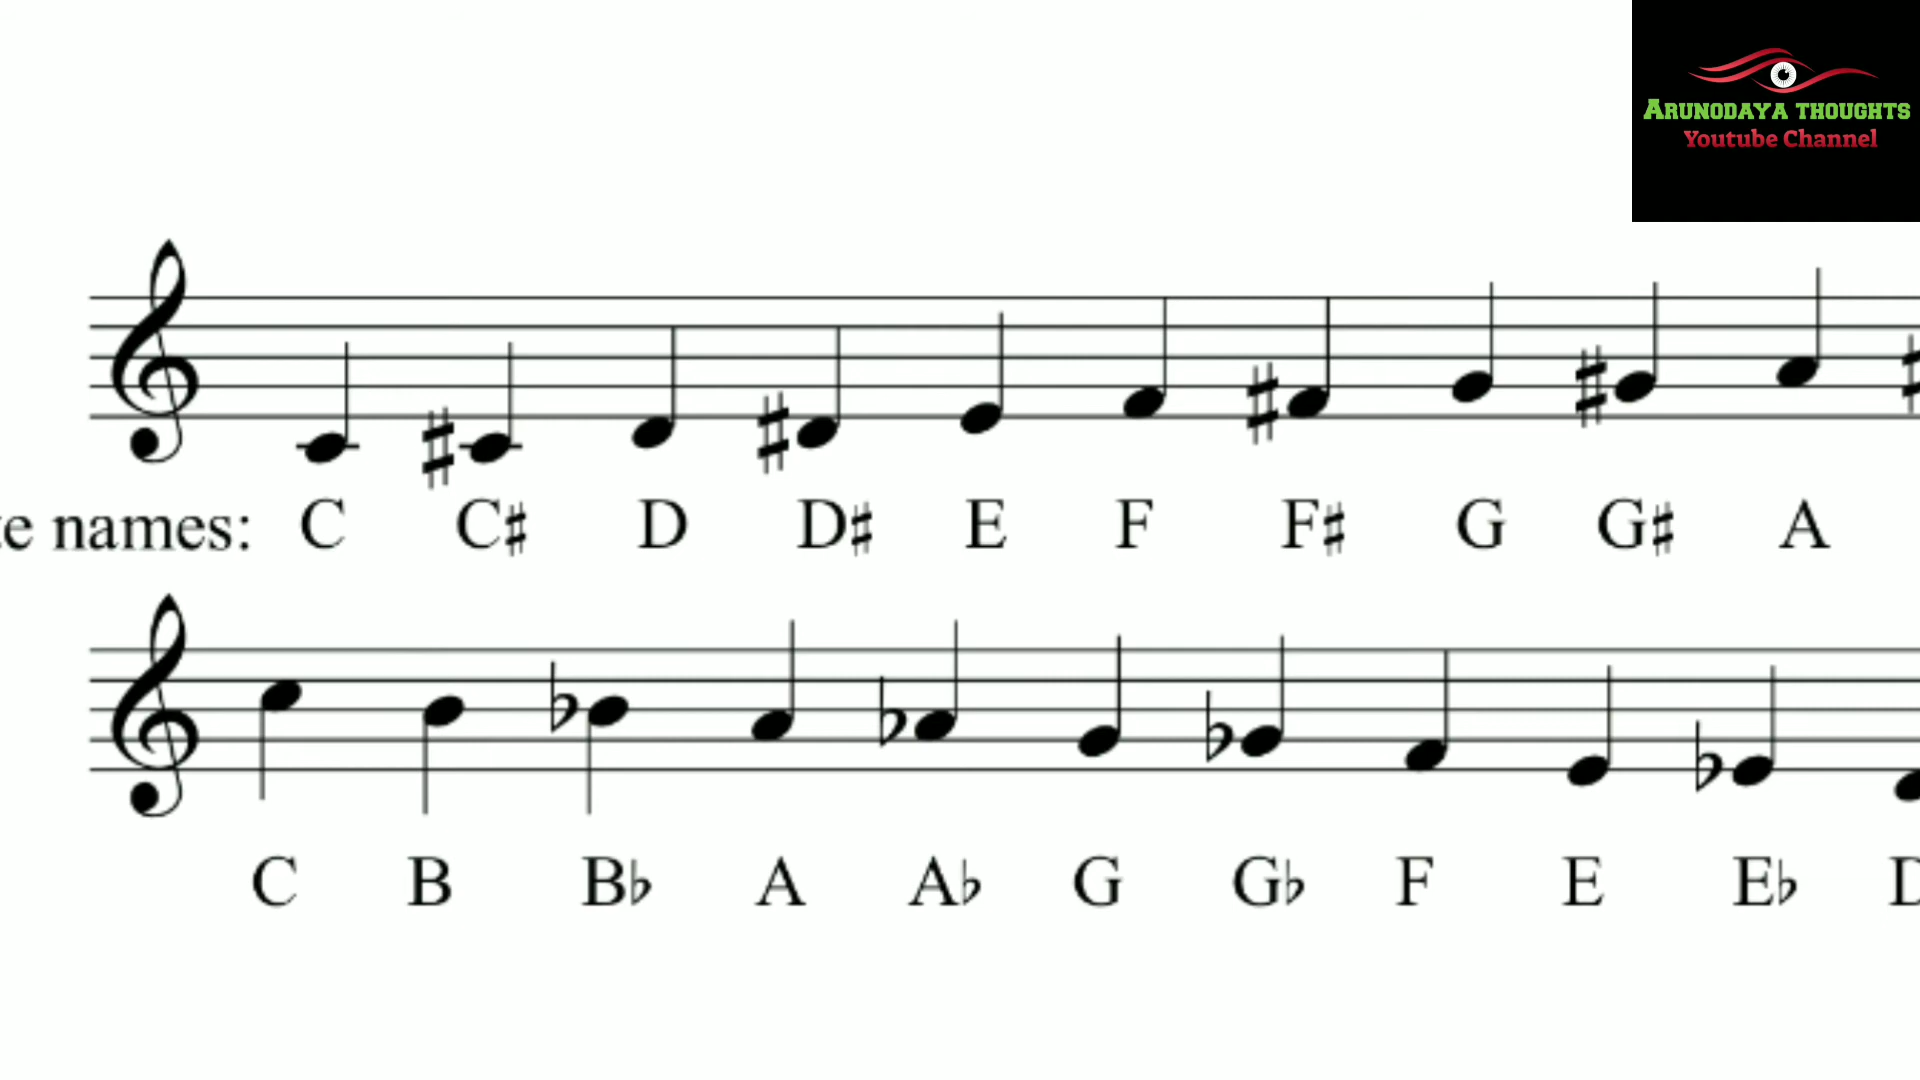 ARUNODAYA THOUGHTS
Youtube Channel
names: C C♯ D D♯ E F F♯ G G♯ A
C B B♭ A A♭ G G♭ F E E♭